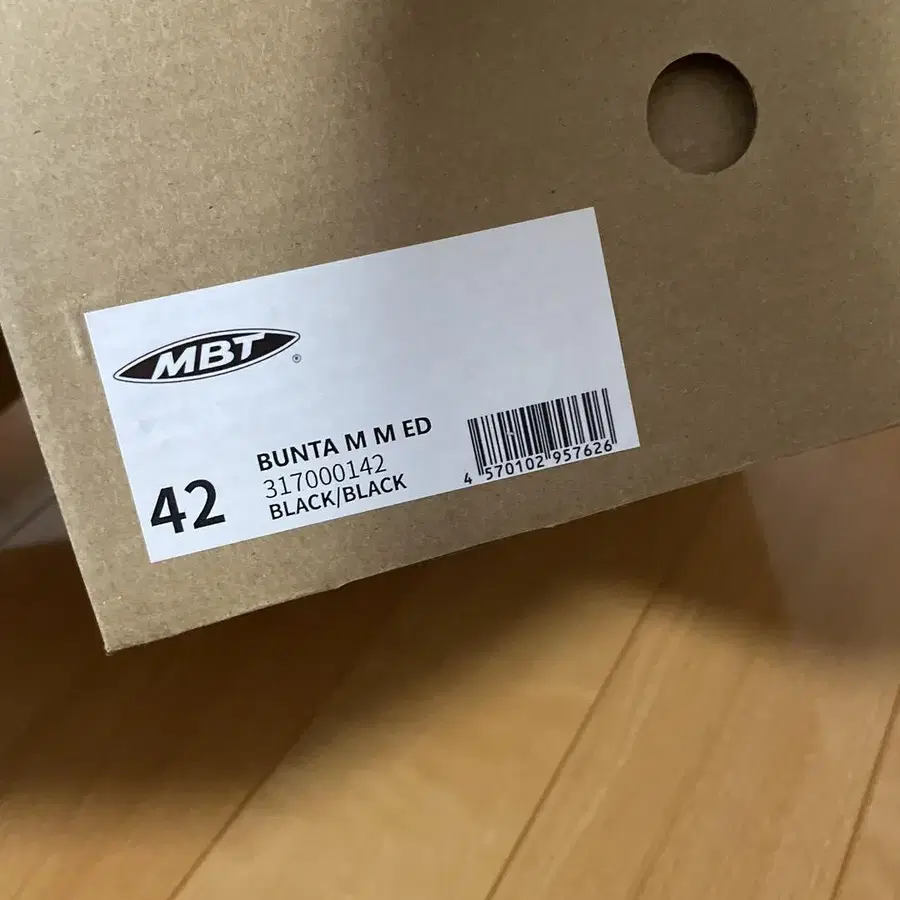 MBT
®
42
BUNTA M M ED
317000142
BLACK/BLACK
4 570102 957626